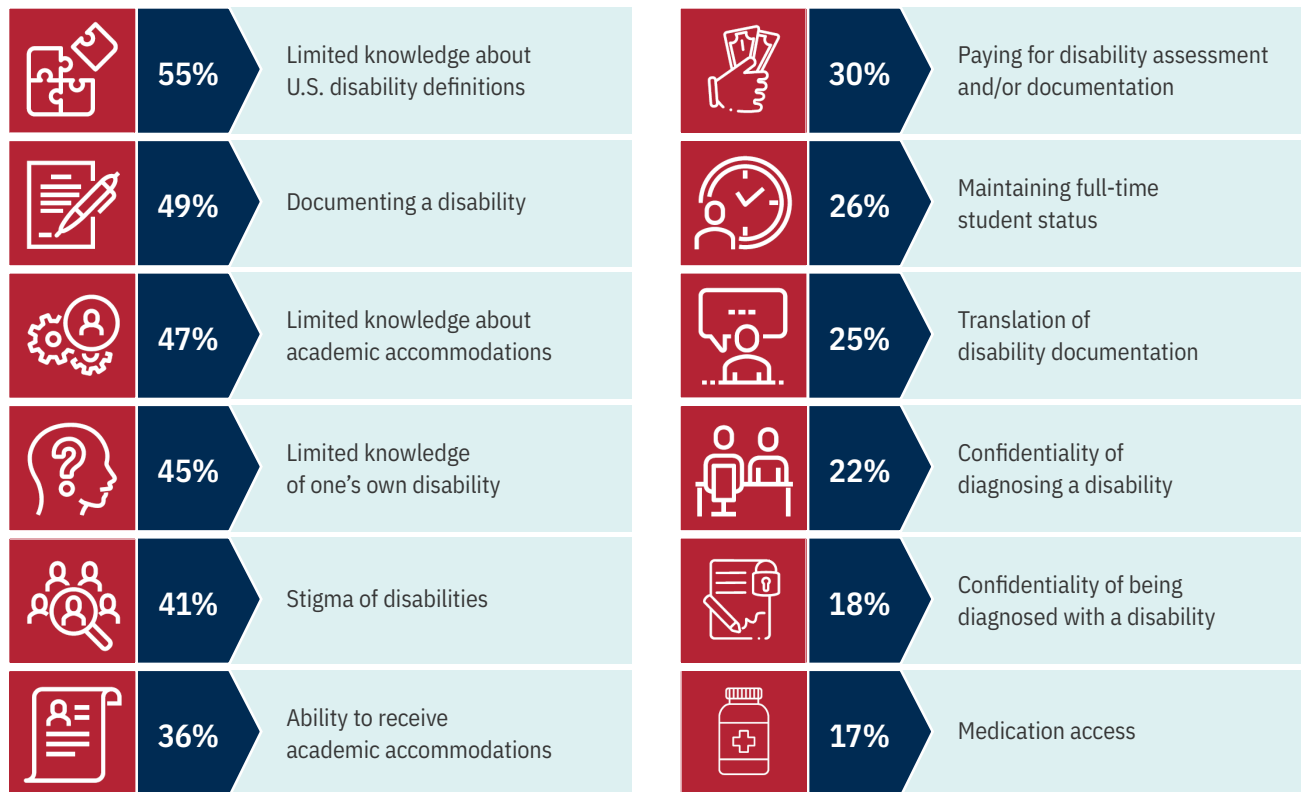 55%
Limited knowledge about
U.S. disability definitions
49%
Documenting a disability
47%
Limited knowledge about
academic accommodations
45%
Limited knowledge
of one’s own disability
41%
Stigma of disabilities
36%
Ability to receive
academic accommodations
30%
Paying for disability assessment
and/or documentation
26%
Maintaining full-time
student status
25%
Translation of
disability documentation
22%
Confidentiality of
diagnosing a disability
18%
Confidentiality of being
diagnosed with a disability
17%
Medication access